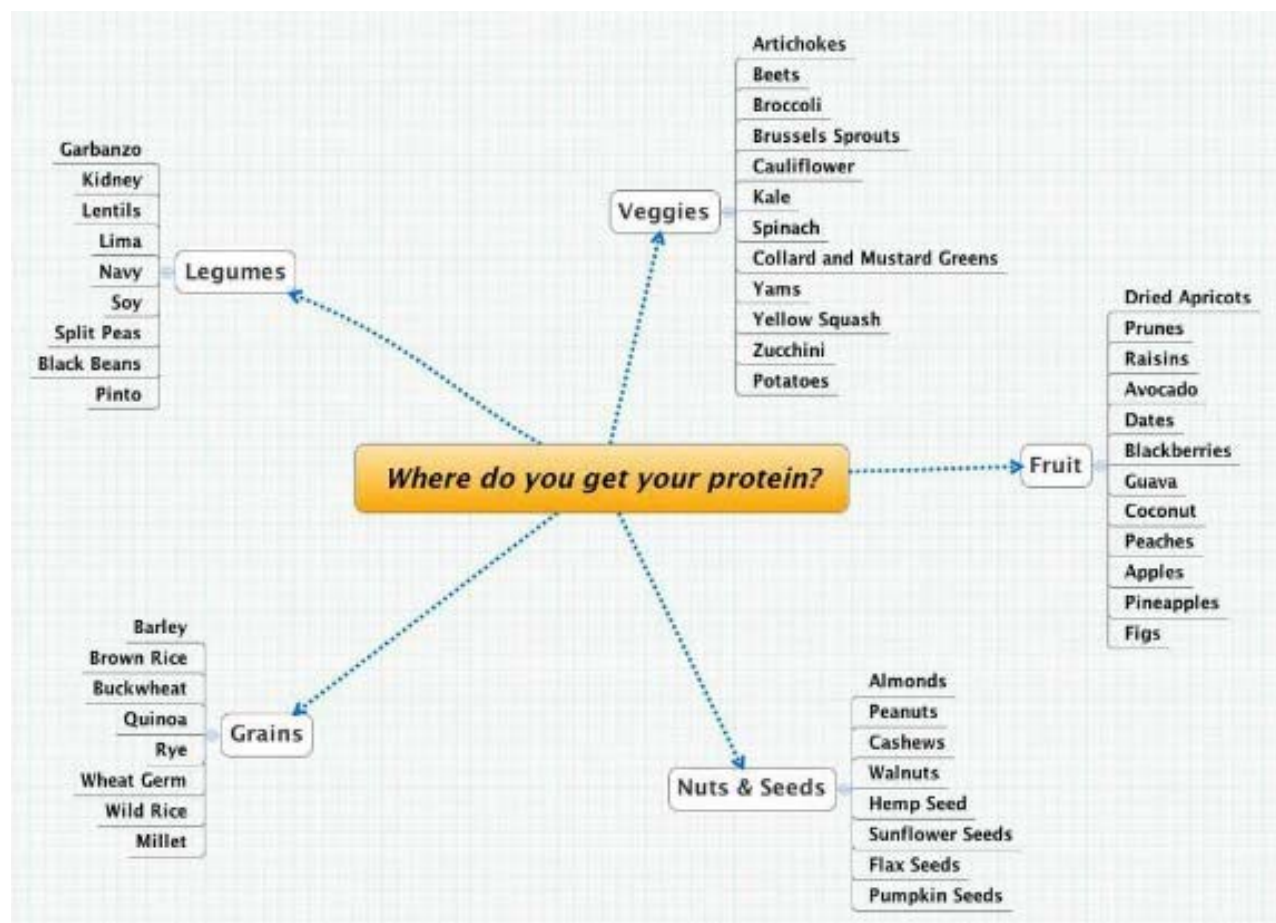 Where do you get your protein?
Legumes
Garbanzo
Kidney
Lentils
Lima
Navy
Soy
Split Peas
Black Beans
Pinto
Veggies
Artichokes
Beets
Broccoli
Brussels Sprouts
Cauliflower
Kale
Spinach
Collard and Mustard Greens
Yams
Yellow Squash
Zucchini
Potatoes
Fruit
Dried Apricots
Prunes
Raisins
Avocado
Dates
Blackberries
Guava
Coconut
Peaches
Apples
Pineapples
Figs
Grains
Barley
Brown Rice
Buckwheat
Quinoa
Rye
Wheat Germ
Wild Rice
Millet
Nuts & Seeds
Almonds
Peanuts
Cashews
Walnuts
Hemp Seed
Sunflower Seeds
Flax Seeds
Pumpkin Seeds